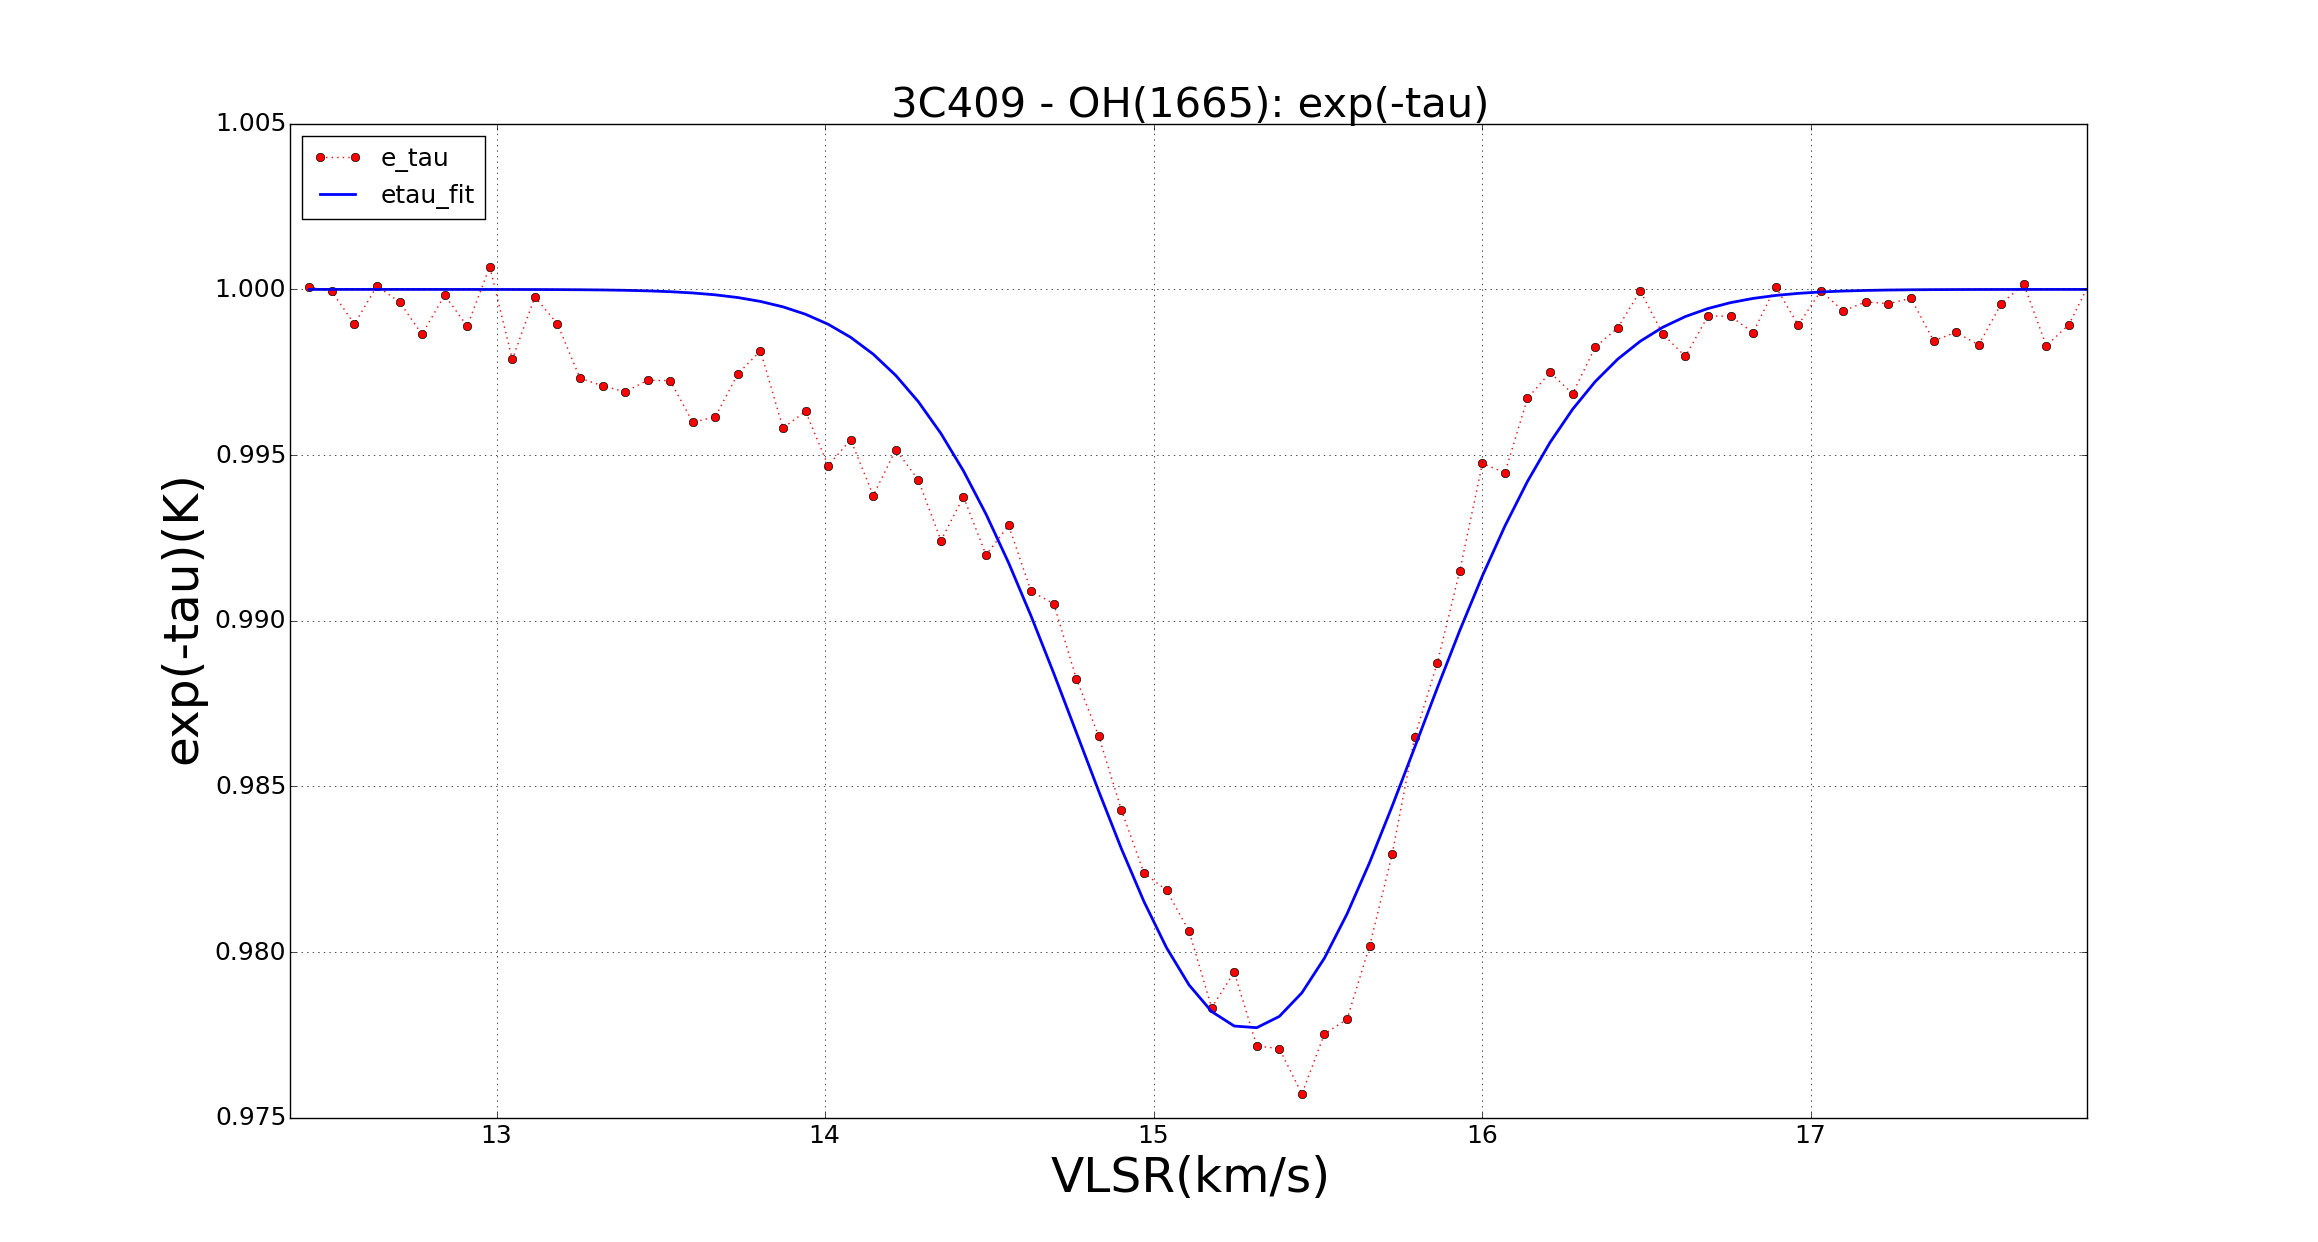 3C409 - OH(1665): exp(-tau)
1.005
e_tau
etau_fit
1.000
0.995
0.990
0.985
0.980
0.975
exp(-tau)(K)
13 14 15 16 17
VLSR(km/s)